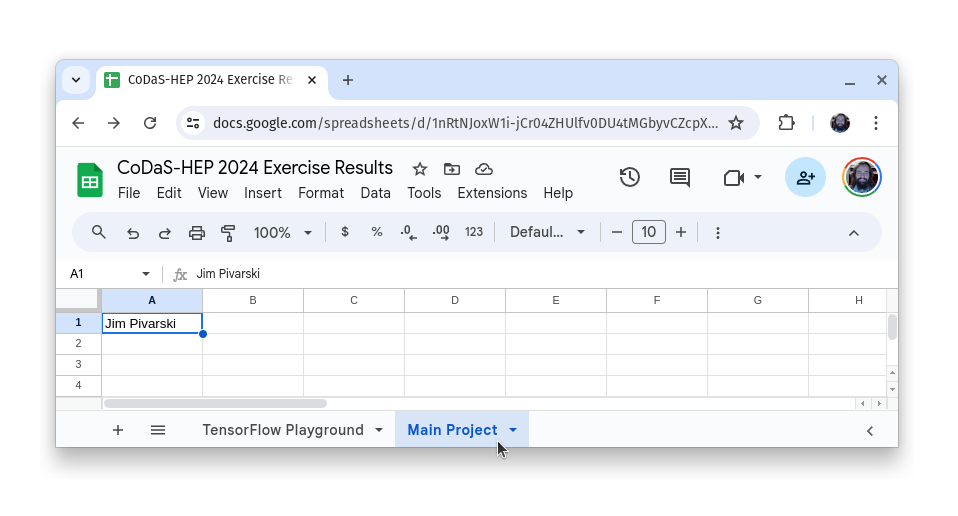 CoDaS-HEP 2024 Exercise Re
docs.google.com/spreadsheets/d/1nRtNJoxW1i-jCr04ZHUlfv0DU4tMGbyvCZcpX...
CoDaS-HEP 2024 Exercise Results
File Edit View Insert Format Data Tools Extensions Help
100% $ % .0 .00 123 Defaul... 10
A1 fx Jim Pivarski
A B C D E F G H
1 Jim Pivarski
2
3
4
TensorFlow Playground Main Project